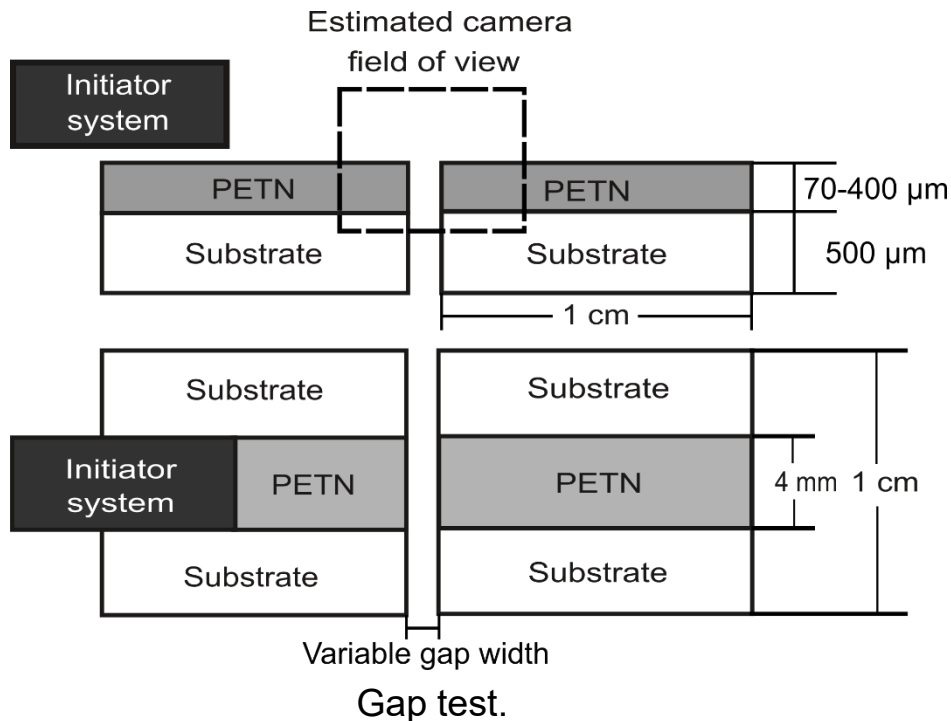 Estimated camera
field of view
Initiator
system
PETN
PETN
70-400 µm
Substrate
Substrate
500 µm
1 cm
Substrate
Substrate
Initiator
system
PETN
PETN
4 mm
1 cm
Substrate
Substrate
Variable gap width
Gap test.